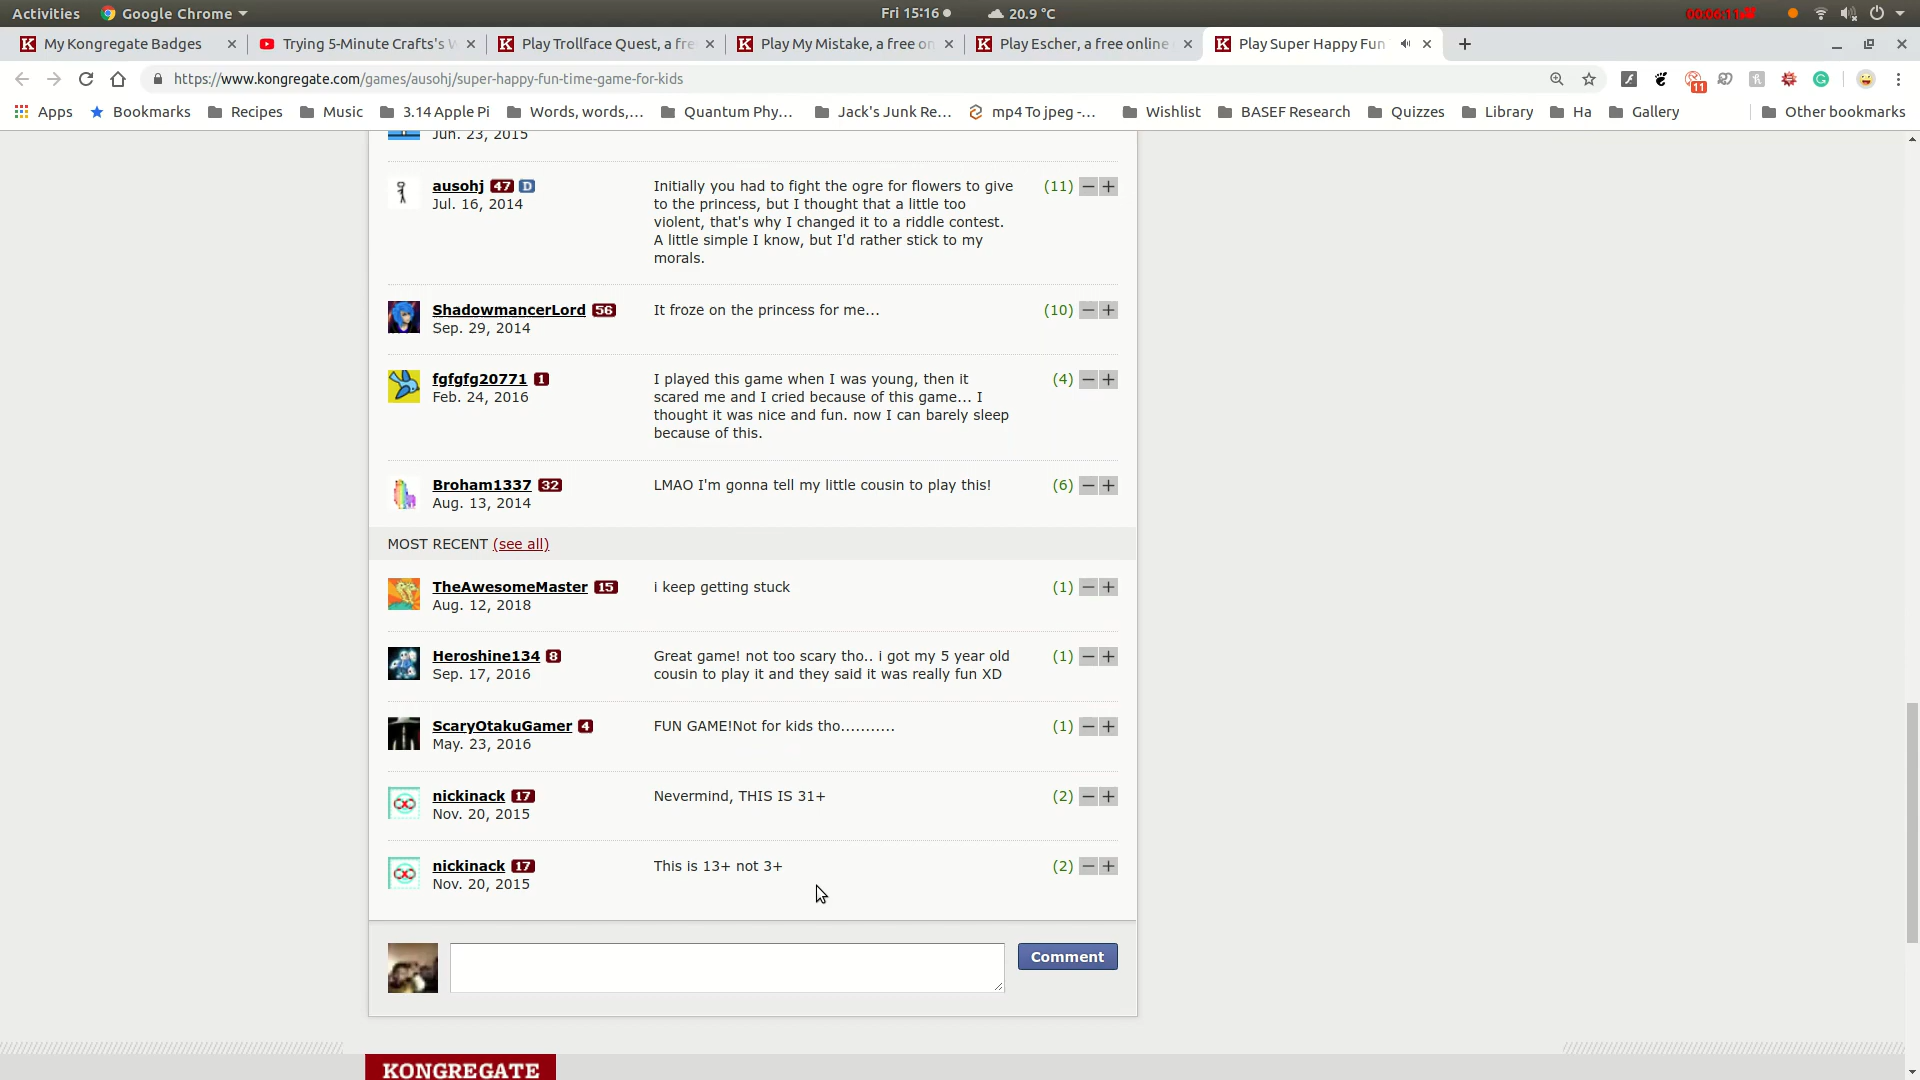 Activities Google Chrome Fri 15:16 20.9 °C
My Kongregate Badges Trying 5-Minute Crafts's Play Trollface Quest, a fre Play My Mistake, a free on Play Escher, a free online Play Super Happy Fun
https://www.kongregate.com/games/ausohj/super-happy-fun-time-game-for-kids 11
Apps Bookmarks Recipes Music 3.14 Apple Pi Words, words,... Quantum Phy... Jack's Junk Re... mp4 To jpeg -... Wishlist BASEF Research Quizzes Library Ha Gallery Other bookmarks
Jun. 23, 2015
ausohj 47 D Initially you had to fight the ogre for flowers to give (11)
Jul. 16, 2014 to the princess, but I thought that a little too
violent, that's why I changed it to a riddle contest.
A little simple I know, but I'd rather stick to my
morals.
ShadowmancerLord 56 It froze on the princess for me... (10)
Sep. 29, 2014
fgfgfg20771 1 I played this game when I was young, then it (4)
Feb. 24, 2016 scared me and I cried because of this game... I
thought it was nice and fun. now I can barely sleep
because of this.
Broham1337 32 LMAO I'm gonna tell my little cousin to play this! (6)
Aug. 13, 2014
MOST RECENT (see all)
TheAwesomeMaster 15 i keep getting stuck (1)
Aug. 12, 2018
Heroshine134 8 Great game! not too scary tho.. i got my 5 year old (1)
Sep. 17, 2016 cousin to play it and they said it was really fun XD
ScaryOtakuGamer 4 FUN GAME!Not for kids tho........... (1)
May. 23, 2016
nickinack 17 Nevermind, THIS IS 31+ (2)
Nov. 20, 2015
nickinack 17 This is 13+ not 3+ (2)
Nov. 20, 2015
Comment
KONGREGATE